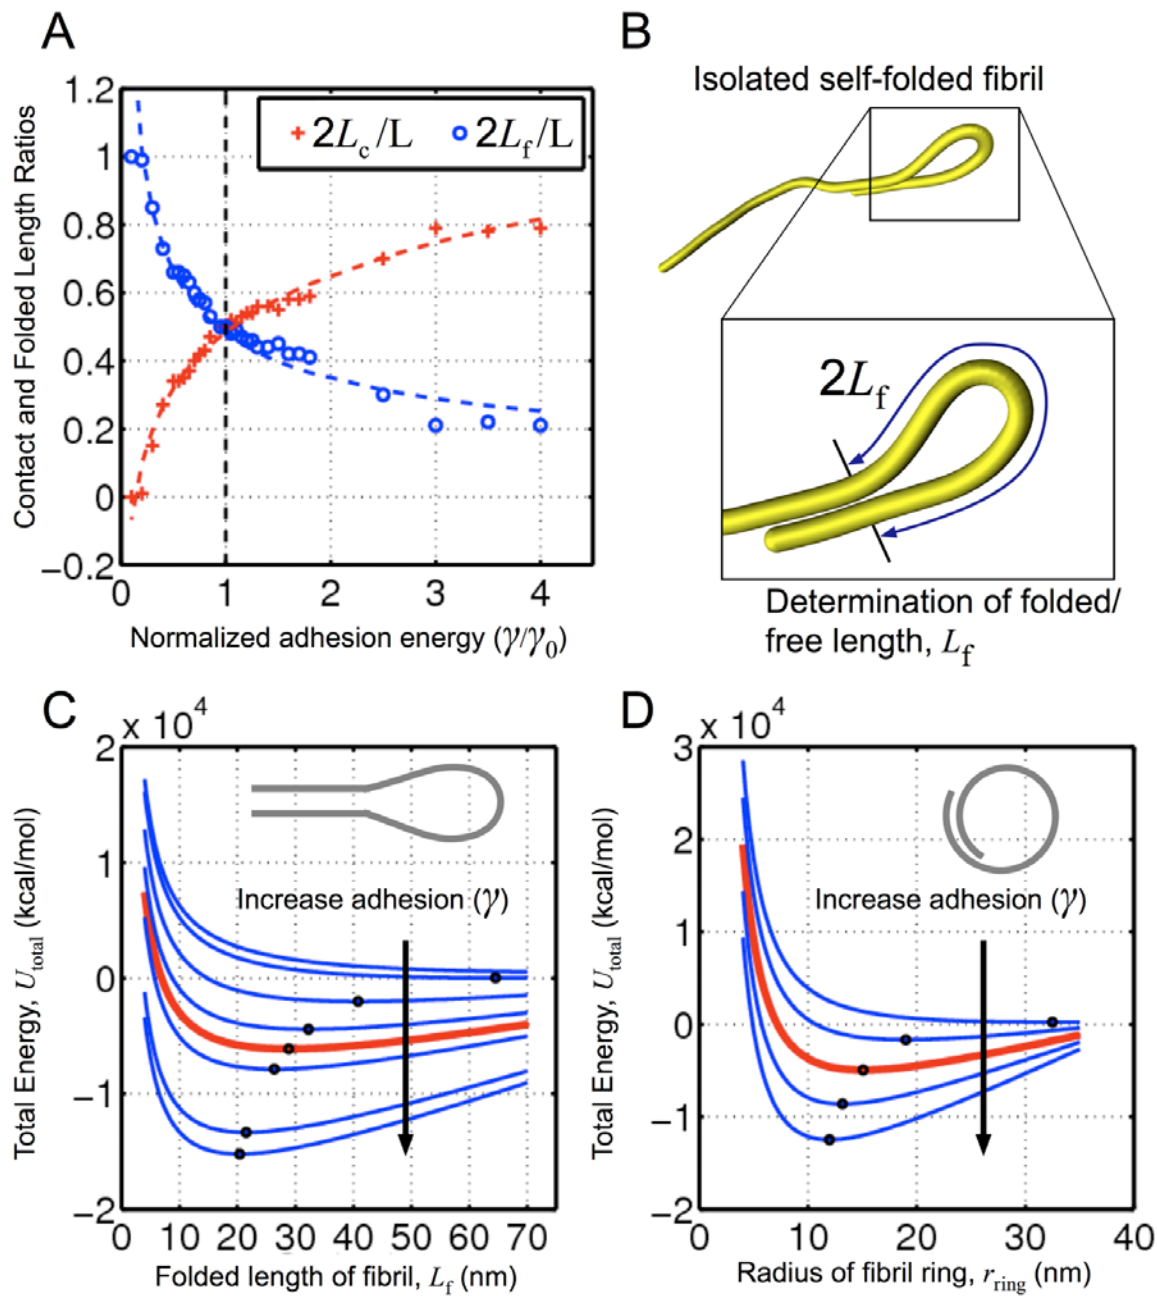 A
1.2
1
0.8
0.6
0.4
0.2
0
−0.2
0 1 2 3 4
Contact and Folded Length Ratios
Normalized adhesion energy (γ/γ0)
2Lc/L 2Lf/L
B
Isolated self-folded fibril
2Lf
Determination of folded/
free length, Lf
C
x 10^4
2
1
0
−1
−2
0 10 20 30 40 50 60 70
Total Energy, Utotal (kcal/mol)
Increase adhesion (γ)
Folded length of fibril, Lf (nm)
D
x 10^4
3
2
1
0
−1
−2
0 10 20 30 40
Total Energy, Utotal (kcal/mol)
Increase adhesion (γ)
Radius of fibril ring, rring (nm)